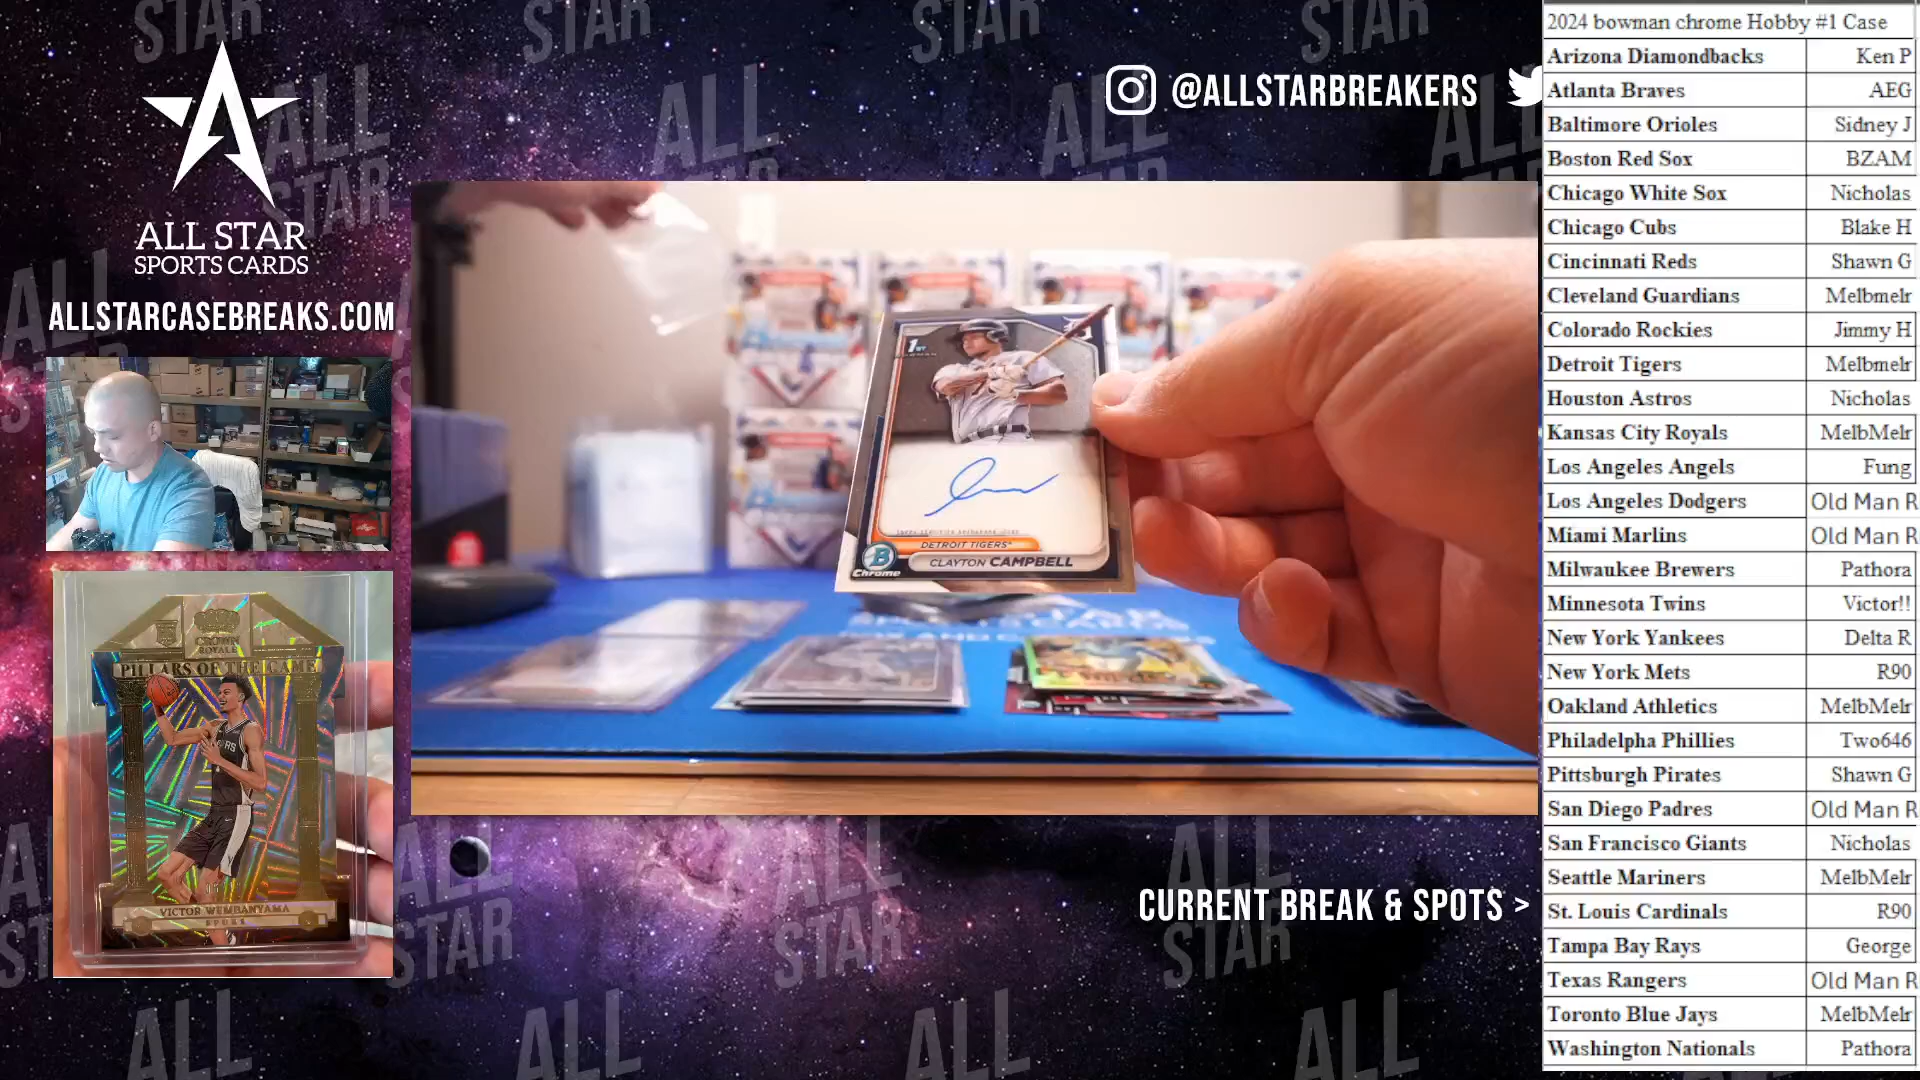 ALL STAR
SPORTS CARDS
ALLSTARCASEBREAKS.COM
@ALLSTARBREAKERS
1ST
DETROIT TIGERS
CLAYTON CAMPBELL
B
Chrome
CROWN
ROYALE
PILLARS OF THE GAME
VICTOR WEMBANYAMA
SPURS
CURRENT BREAK & SPOTS >
2024 bowman chrome Hobby #1 Case
Arizona Diamondbacks Ken P
Atlanta Braves AEG
Baltimore Orioles Sidney J
Boston Red Sox BZAM
Chicago White Sox Nicholas
Chicago Cubs Blake H
Cincinnati Reds Shawn G
Cleveland Guardians Melbmelr
Colorado Rockies Jimmy H
Detroit Tigers Melbmelr
Houston Astros Nicholas
Kansas City Royals MelbMelr
Los Angeles Angels Fung
Los Angeles Dodgers Old Man R
Miami Marlins Old Man R
Milwaukee Brewers Pathora
Minnesota Twins Victor!!
New York Yankees Delta R
New York Mets R90
Oakland Athletics MelbMelr
Philadelpha Phillies Two646
Pittsburgh Pirates Shawn G
San Diego Padres Old Man R
San Francisco Giants Nicholas
Seattle Mariners MelbMelr
St. Louis Cardinals R90
Tampa Bay Rays George
Texas Rangers Old Man R
Toronto Blue Jays MelbMelr
Washington Nationals Pathora